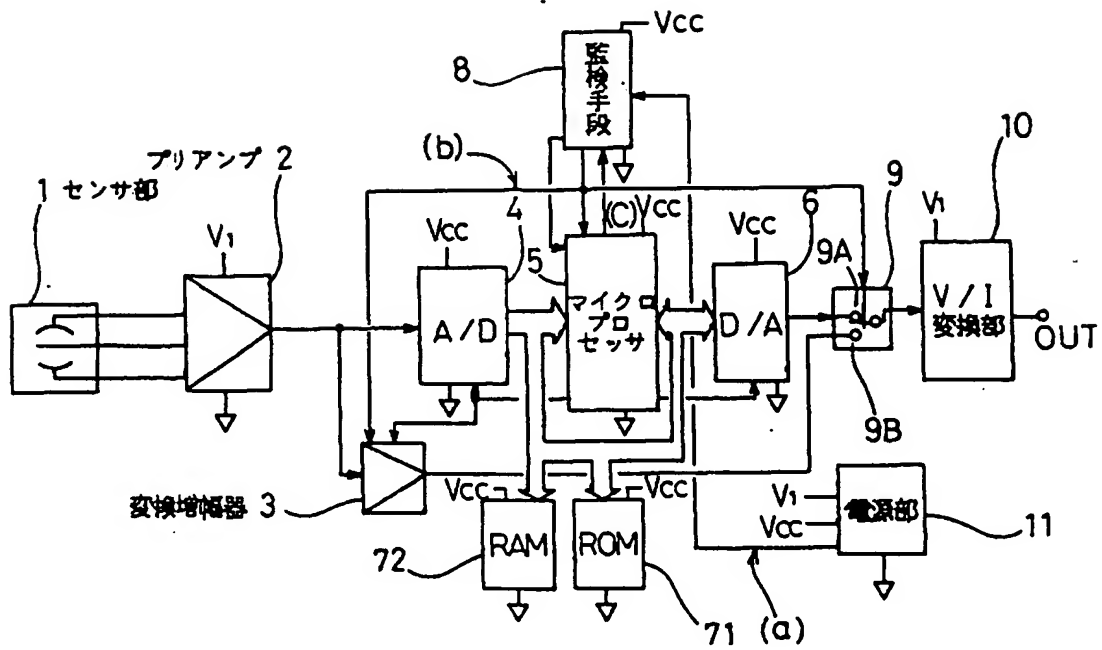 Vcc
8
監検手段
10
(b)
プリアンプ 2
1 センサ部
9
4
(C)
Vcc
6
V1
Vcc
5
Vcc
9A
V1
A/D
マイクロ
プロ
セッサ
D/A
V/I
変換部
OUT
9B
変換増幅器 3
Vcc
Vcc
V1
Vcc
電源部
11
72
RAM
ROM
71
(a)